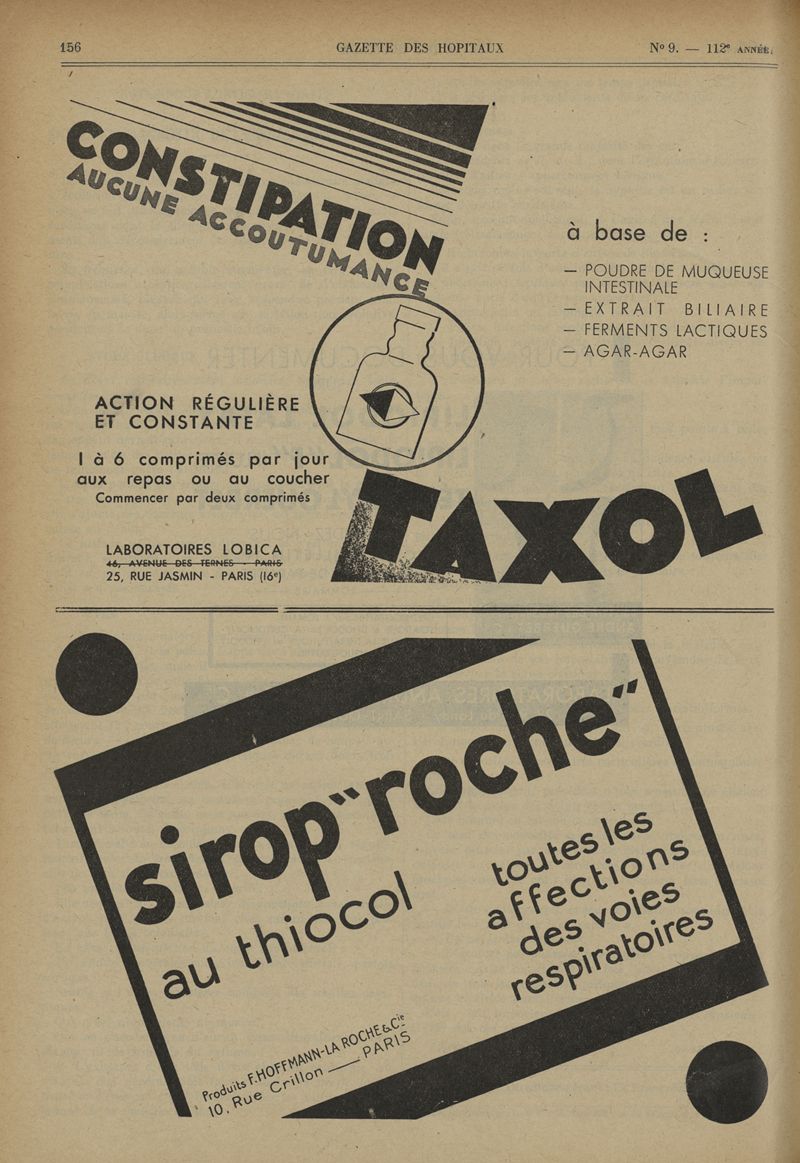 156
GAZETTE DES HOPITAUX
N° 9. — 112e ANNÉE.
CONSTIPATION
AUCUNE ACCOUTUMANCE
à base de :
— POUDRE DE MUQUEUSE
INTESTINALE
— EXTRAIT BILIAIRE
— FERMENTS LACTIQUES
— AGAR-AGAR
ACTION RÉGULIÈRE
ET CONSTANTE
1 à 6 comprimés par jour
aux repas ou au coucher
Commencer par deux comprimés
LABORATOIRES LOBICA
46, AVENUE DES TERNES - PARIS
25, RUE JASMIN - PARIS (16e)
TAXOL
sirop "roche"
au thiocol
toutes les
affections
des voies
respiratoires
Produits F. HOFFMANN-LA ROCHE & Cie
10, Rue Crillon — PARIS